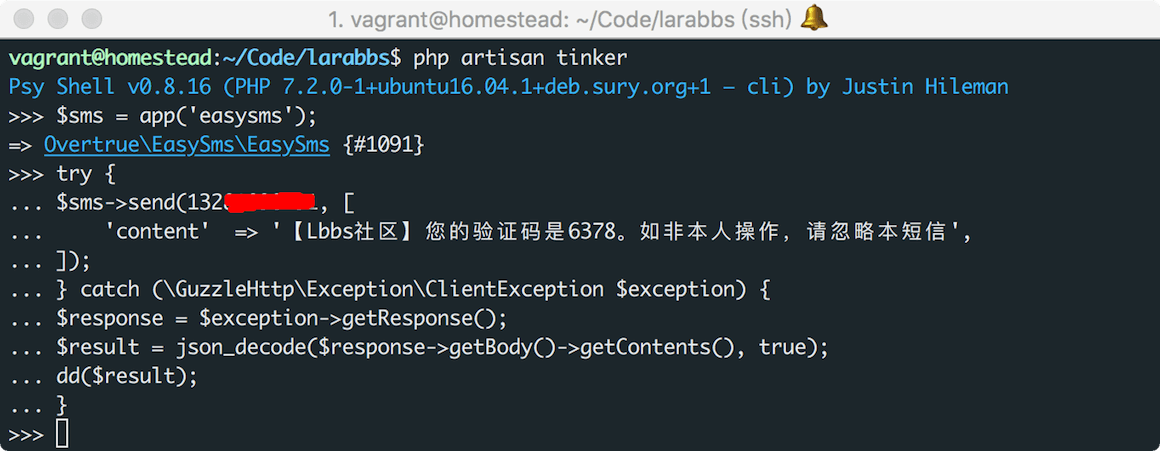 1. vagrant@homestead: ~/Code/larabbs (ssh)
vagrant@homestead:~/Code/larabbs$ php artisan tinker
Psy Shell v0.8.16 (PHP 7.2.0-1+ubuntu16.04.1+deb.sury.org+1 — cli) by Justin Hileman
>>> $sms = app('easysms');
=> Overtrue\EasySms\EasySms {#1091}
>>> try {
... $sms->send(132 , [
...     'content'  => '【Lbbs社区】您的验证码是6378。如非本人操作，请忽略本短信',
... ]);
... } catch (\GuzzleHttp\Exception\ClientException $exception) {
... $response = $exception->getResponse();
... $result = json_decode($response->getBody()->getContents(), true);
... dd($result);
... }
>>>